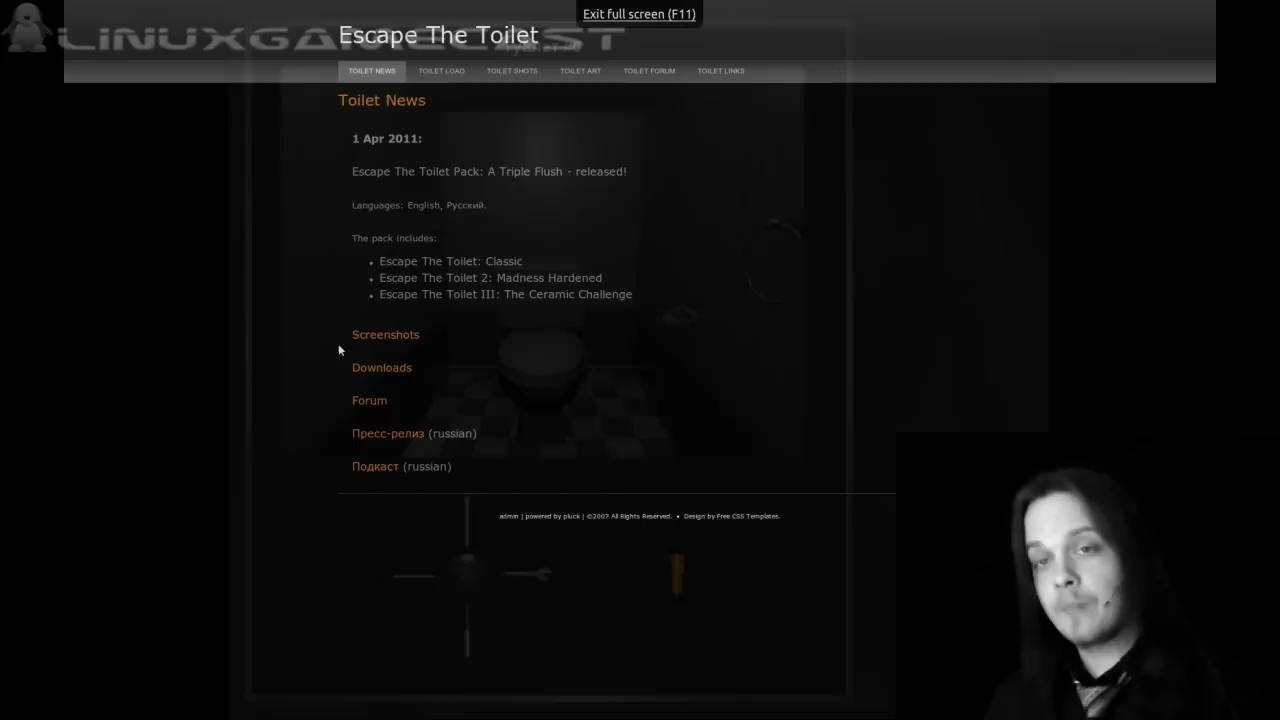 Exit full screen (F11)
LINUXGAMECAST
Escape The Toilet
TOILET NEWS TOILET LOAD TOILET SHOTS TOILET ART TOILET FORUM TOILET LINKS
Toilet News
1 Apr 2011:
Escape The Toilet Pack: A Triple Flush - released!
Languages: English, Русский.
The pack includes:
• Escape The Toilet: Classic
• Escape The Toilet 2: Madness Hardened
• Escape The Toilet III: The Ceramic Challenge
Screenshots
Downloads
Forum
Пресс-релиз (russian)
Подкаст (russian)
admin | powered by pluck | ©2007 All Rights Reserved. • Design by Free CSS Templates.